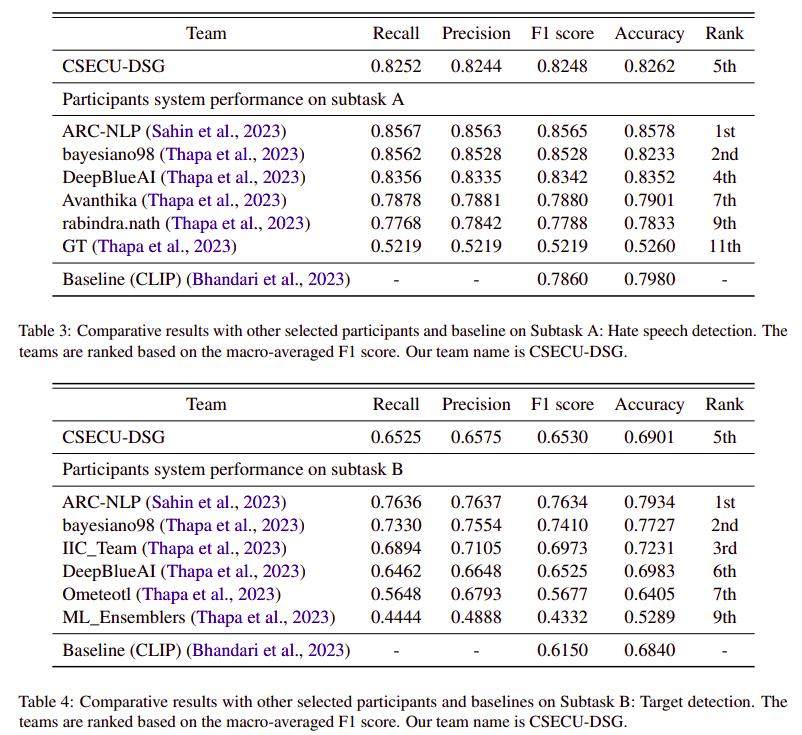 Team Recall Precision F1 score Accuracy Rank
CSECU-DSG 0.8252 0.8244 0.8248 0.8262 5th
Participants system performance on subtask A
ARC-NLP (Sahin et al., 2023) 0.8567 0.8563 0.8565 0.8578 1st
bayesiano98 (Thapa et al., 2023) 0.8562 0.8528 0.8528 0.8233 2nd
DeepBlueAI (Thapa et al., 2023) 0.8356 0.8335 0.8342 0.8352 4th
Avanthika (Thapa et al., 2023) 0.7878 0.7881 0.7880 0.7901 7th
rabindra.nath (Thapa et al., 2023) 0.7768 0.7842 0.7788 0.7833 9th
GT (Thapa et al., 2023) 0.5219 0.5219 0.5219 0.5260 11th
Baseline (CLIP) (Bhandari et al., 2023) - - 0.7860 0.7980 -
Table 3: Comparative results with other selected participants and baseline on Subtask A: Hate speech detection. The
teams are ranked based on the macro-averaged F1 score. Our team name is CSECU-DSG.
Team Recall Precision F1 score Accuracy Rank
CSECU-DSG 0.6525 0.6575 0.6530 0.6901 5th
Participants system performance on subtask B
ARC-NLP (Sahin et al., 2023) 0.7636 0.7637 0.7634 0.7934 1st
bayesiano98 (Thapa et al., 2023) 0.7330 0.7554 0.7410 0.7727 2nd
IIC_Team (Thapa et al., 2023) 0.6894 0.7105 0.6973 0.7231 3rd
DeepBlueAI (Thapa et al., 2023) 0.6462 0.6648 0.6525 0.6983 6th
Ometeotl (Thapa et al., 2023) 0.5648 0.6793 0.5677 0.6405 7th
ML_Ensemblers (Thapa et al., 2023) 0.4444 0.4888 0.4332 0.5289 9th
Baseline (CLIP) (Bhandari et al., 2023) - - 0.6150 0.6840 -
Table 4: Comparative results with other selected participants and baselines on Subtask B: Target detection. The
teams are ranked based on the macro-averaged F1 score. Our team name is CSECU-DSG.